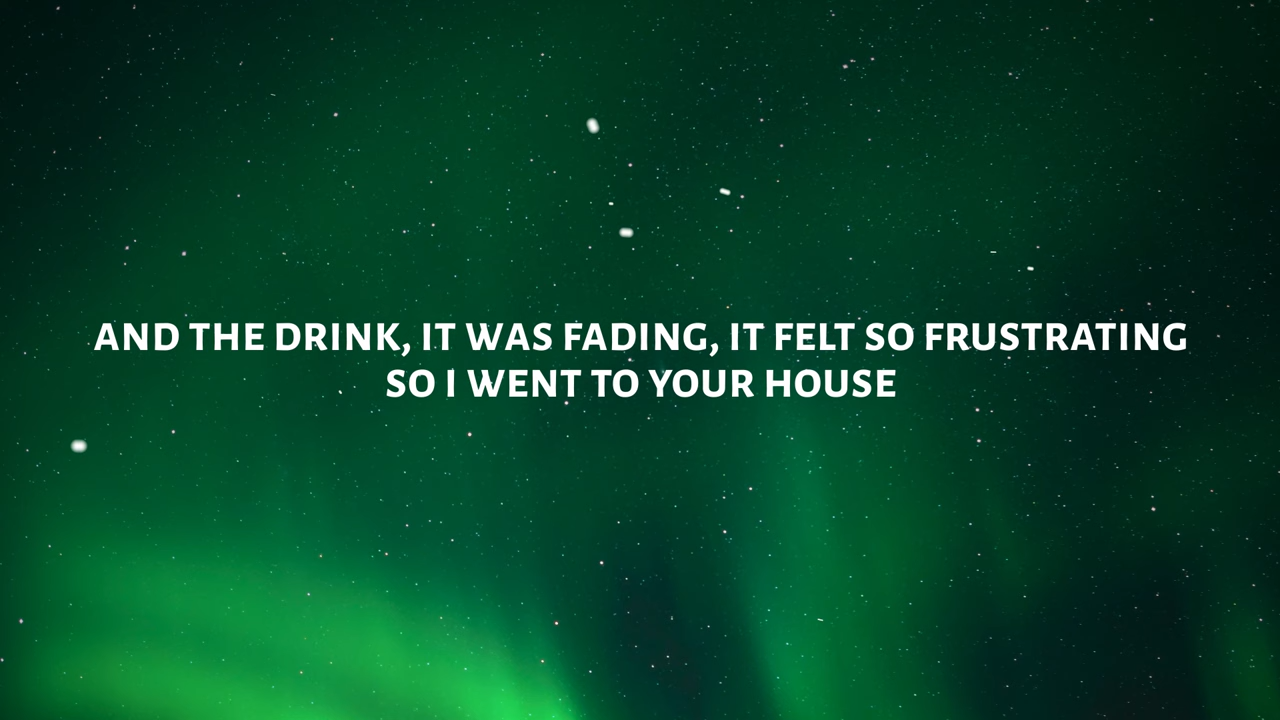 AND THE DRINK, IT WAS FADING, IT FELT SO FRUSTRATING
SO I WENT TO YOUR HOUSE